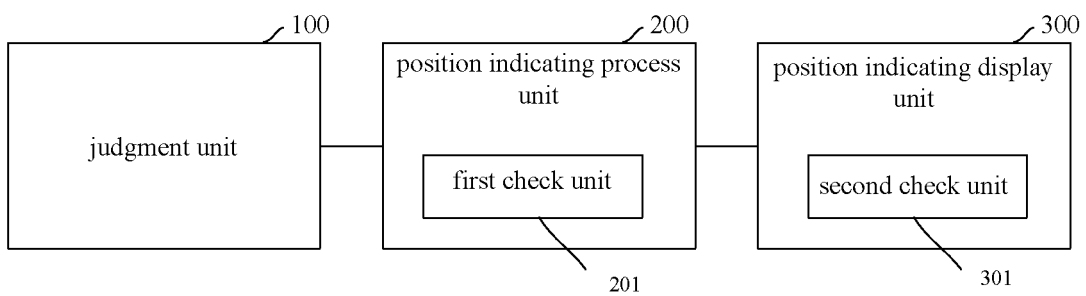 100
200
300
judgment unit
position indicating process
unit
first check unit
201
position indicating display
unit
second check unit
301